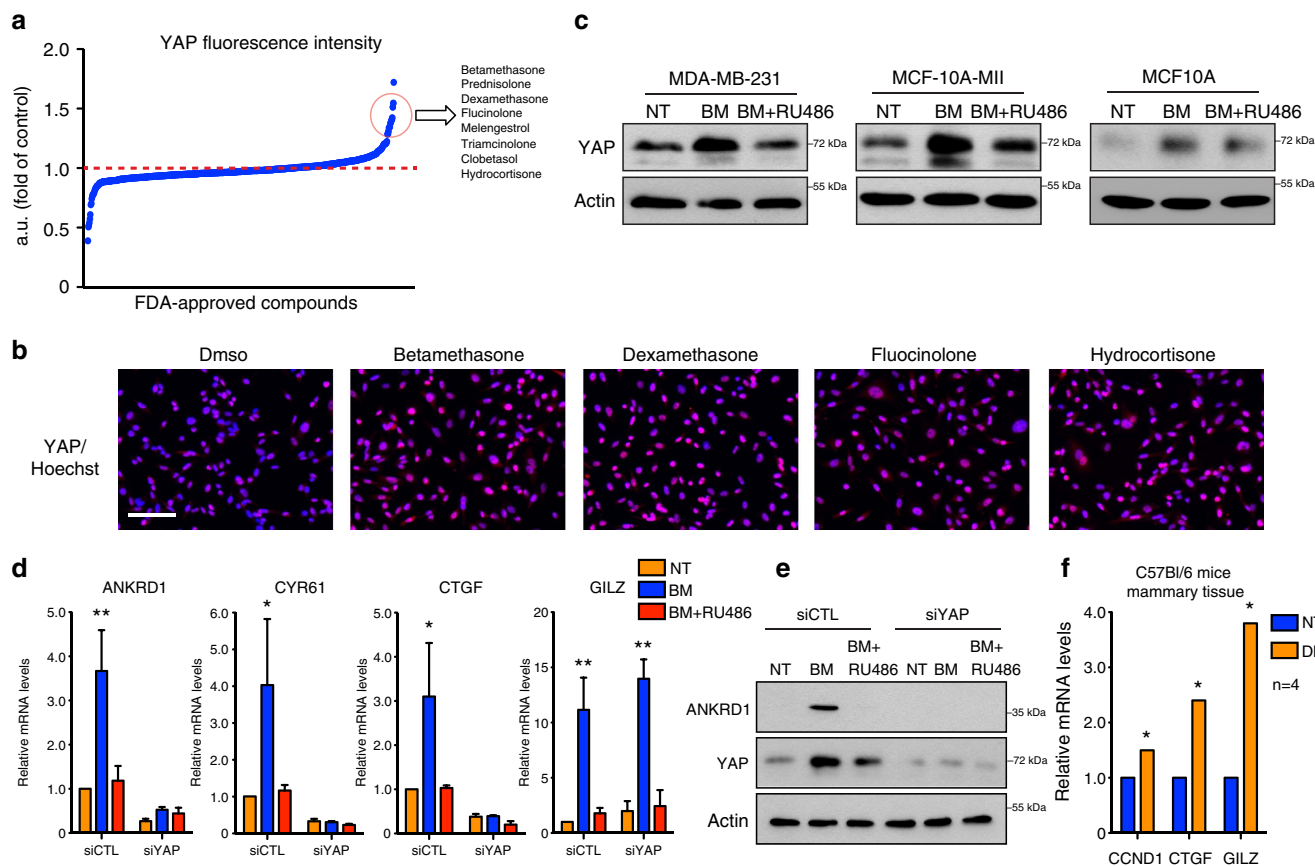 a
YAP fluorescence intensity
a.u. (fold of control)
2.0
1.5
1.0
0.5
0
FDA-approved compounds
Betamethasone
Prednisolone
Dexamethasone
Flucinolone
Melengestrol
Triamcinolone
Clobetasol
Hydrocortisone
c
MDA-MB-231 MCF-10A-MII MCF10A
NT BM BM+RU486 NT BM BM+RU486 NT BM BM+RU486
YAP –72 kDa –72 kDa –72 kDa
Actin –55 kDa –55 kDa –55 kDa
b
Dmso Betamethasone Dexamethasone Fluocinolone Hydrocortisone
YAP/
Hoechst
d
NT
BM
BM+RU486
ANKRD1
Relative mRNA levels
5.0
4.0
3.0
2.0
1.0
0.0
siCTL siYAP
CYR61
Relative mRNA levels
6.0
5.0
4.0
3.0
2.0
1.0
0.0
siCTL siYAP
CTGF
Relative mRNA levels
5.0
4.0
3.0
2.0
1.0
0.0
siCTL siYAP
GILZ
Relative mRNA levels
20
15
10
5
0
siCTL siYAP
** * * ** **
e
siCTL siYAP
NT BM BM+ RU486 NT BM BM+ RU486
ANKRD1 –35 kDa
YAP –72 kDa
Actin –55 kDa
f
C57Bl/6 mice
mammary tissue
Relative mRNA levels
4.0
3.0
2.0
1.0
0.0
* * *
CCND1 CTGF GILZ
NT
n=4